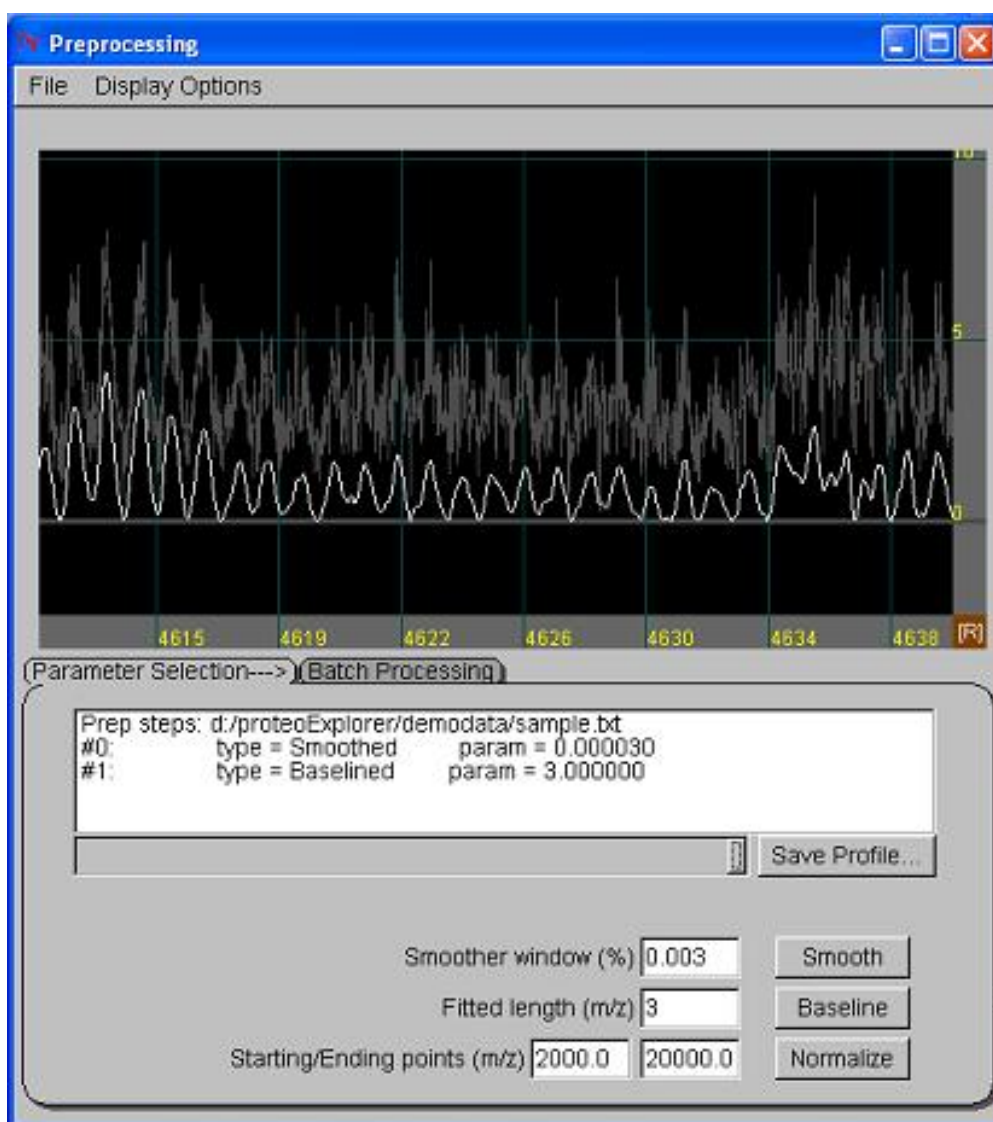 Preprocessing
File Display Options
10
5
0
4615 4619 4622 4626 4630 4634 4638 [R]
(Parameter Selection--->)(Batch Processing)
Prep steps: d:/proteoExplorer/demodata/sample.txt
#0: type = Smoothed param = 0.000030
#1: type = Baselined param = 3.000000
Save Profile...
Smoother window (%) 0.003 Smooth
Fitted length (m/z) 3 Baseline
Starting/Ending points (m/z) 2000.0 20000.0 Normalize